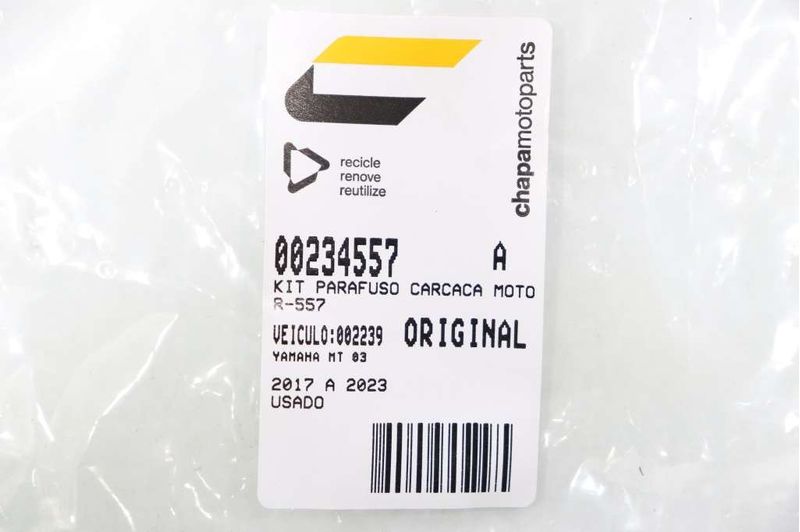 chapamotoparts
recicle
renove
reutilize
00234557 A
KIT PARAFUSO CARCACA MOTO
R-557
VEICULO:002239 ORIGINAL
YAMAHA MT 03
2017 A 2023
USADO